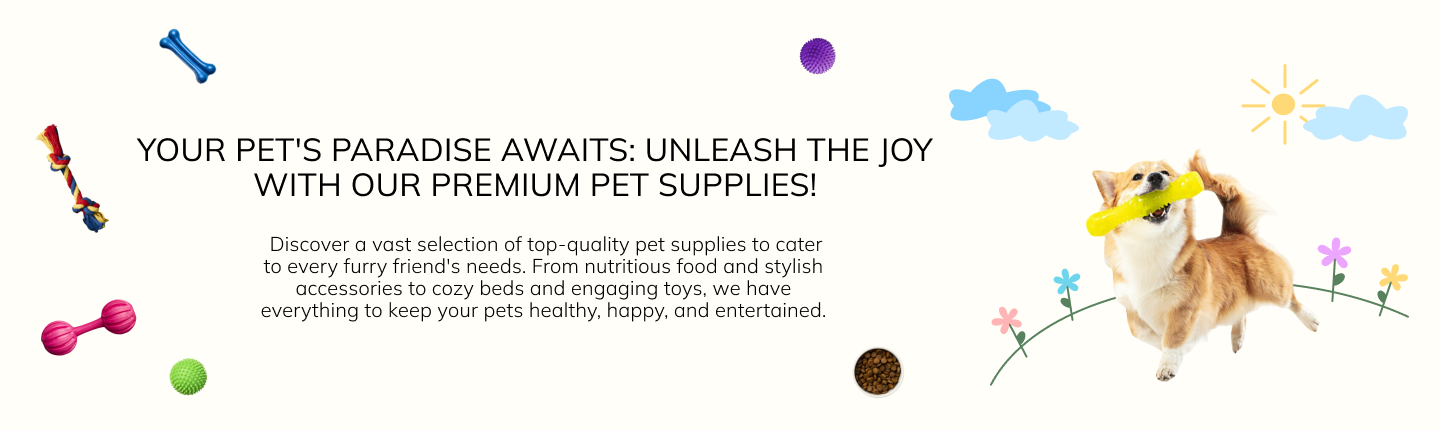 YOUR PET'S PARADISE AWAITS: UNLEASH THE JOY
WITH OUR PREMIUM PET SUPPLIES!
Discover a vast selection of top-quality pet supplies to cater
to every furry friend's needs. From nutritious food and stylish
accessories to cozy beds and engaging toys, we have
everything to keep your pets healthy, happy, and entertained.